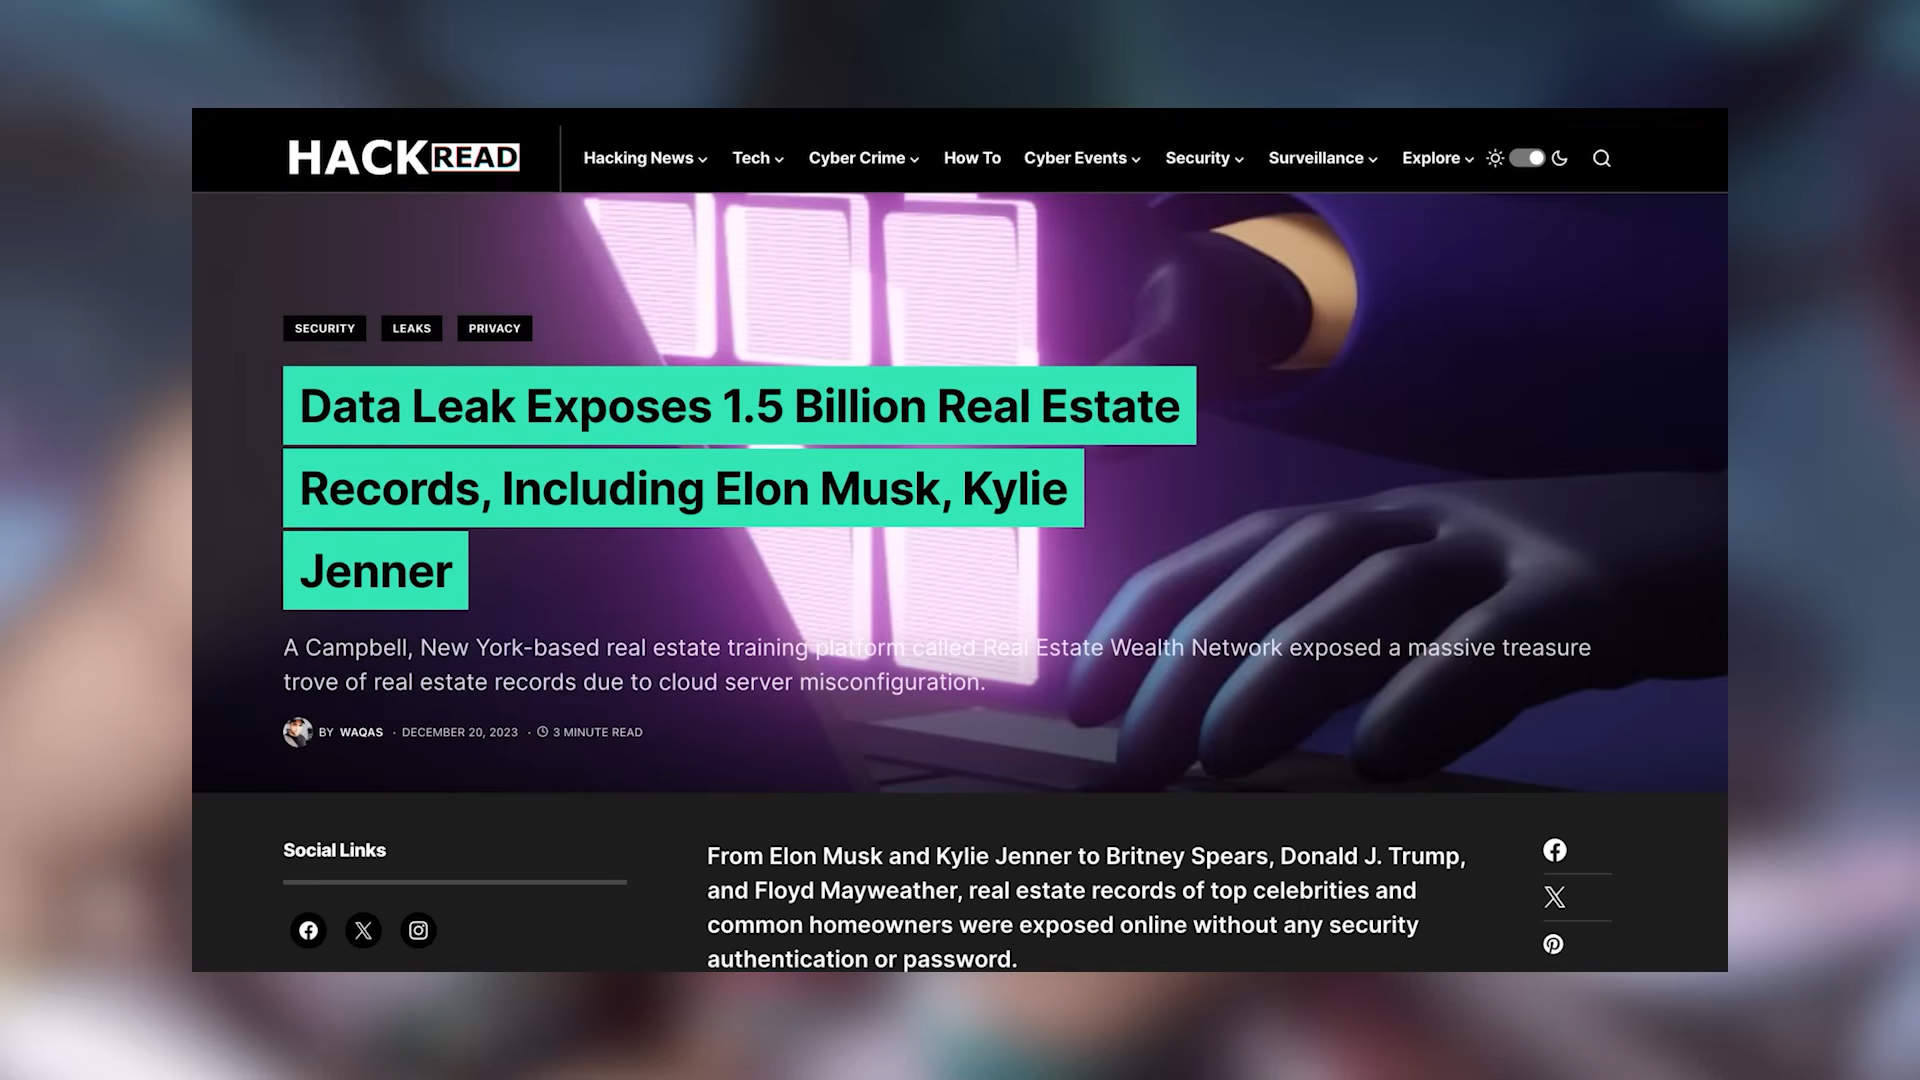 HACKREAD
Hacking News Tech Cyber Crime How To Cyber Events Security Surveillance Explore
SECURITY LEAKS PRIVACY
Data Leak Exposes 1.5 Billion Real Estate
Records, Including Elon Musk, Kylie
Jenner
A Campbell, New York-based real estate training platform called Real Estate Wealth Network exposed a massive treasure
trove of real estate records due to cloud server misconfiguration.
BY WAQAS · DECEMBER 20, 2023 · 3 MINUTE READ
Social Links
From Elon Musk and Kylie Jenner to Britney Spears, Donald J. Trump,
and Floyd Mayweather, real estate records of top celebrities and
common homeowners were exposed online without any security
authentication or password.